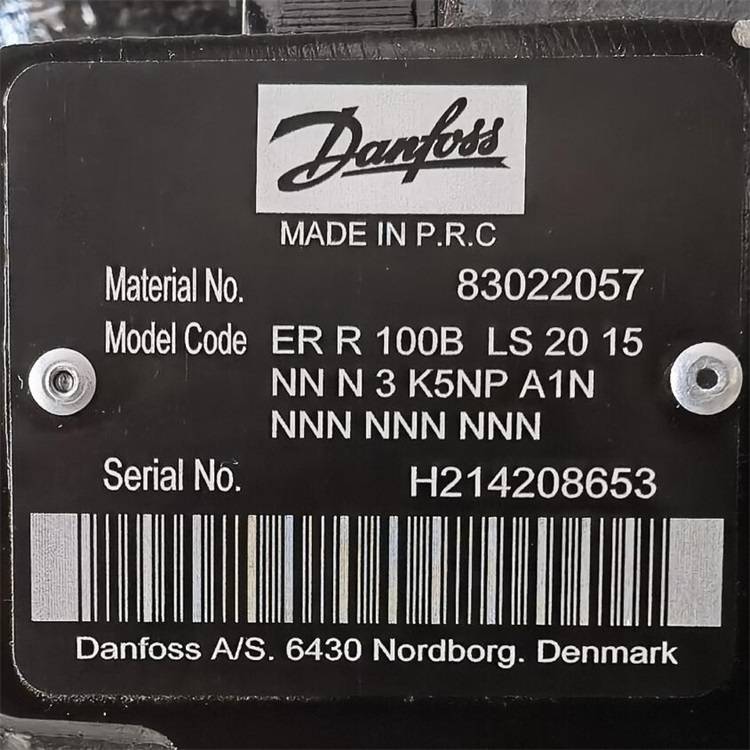 Danfoss
MADE IN P.R.C
Material No. 83022057
Model Code ER R 100B LS 20 15
NN N 3 K5NP A1N
NNN NNN NNN
Serial No. H214208653
Danfoss A/S. 6430 Nordborg. Denmark